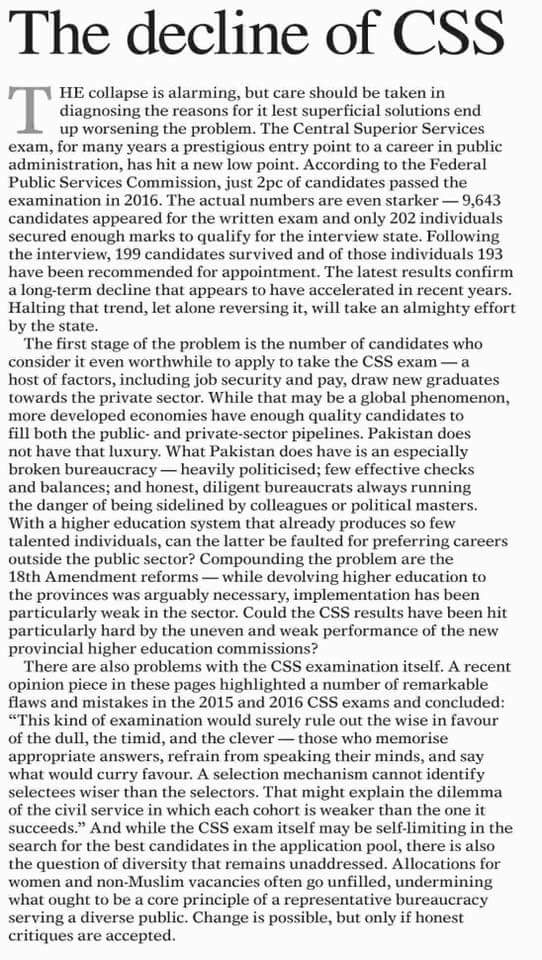 The decline of CSS
THE collapse is alarming, but care should be taken in
diagnosing the reasons for it lest superficial solutions end
up worsening the problem. The Central Superior Services
exam, for many years a prestigious entry point to a career in public
administration, has hit a new low point. According to the Federal
Public Services Commission, just 2pc of candidates passed the
examination in 2016. The actual numbers are even starker — 9,643
candidates appeared for the written exam and only 202 individuals
secured enough marks to qualify for the interview state. Following
the interview, 199 candidates survived and of those individuals 193
have been recommended for appointment. The latest results confirm
a long-term decline that appears to have accelerated in recent years.
Halting that trend, let alone reversing it, will take an almighty effort
by the state.
The first stage of the problem is the number of candidates who
consider it even worthwhile to apply to take the CSS exam — a
host of factors, including job security and pay, draw new graduates
towards the private sector. While that may be a global phenomenon,
more developed economies have enough quality candidates to
fill both the public- and private-sector pipelines. Pakistan does
not have that luxury. What Pakistan does have is an especially
broken bureaucracy — heavily politicised; few effective checks
and balances; and honest, diligent bureaucrats always running
the danger of being sidelined by colleagues or political masters.
With a higher education system that already produces so few
talented individuals, can the latter be faulted for preferring careers
outside the public sector? Compounding the problem are the
18th Amendment reforms — while devolving higher education to
the provinces was arguably necessary, implementation has been
particularly weak in the sector. Could the CSS results have been hit
particularly hard by the uneven and weak performance of the new
provincial higher education commissions?
There are also problems with the CSS examination itself. A recent
opinion piece in these pages highlighted a number of remarkable
flaws and mistakes in the 2015 and 2016 CSS exams and concluded:
“This kind of examination would surely rule out the wise in favour
of the dull, the timid, and the clever — those who memorise
appropriate answers, refrain from speaking their minds, and say
what would curry favour. A selection mechanism cannot identify
selectees wiser than the selectors. That might explain the dilemma
of the civil service in which each cohort is weaker than the one it
succeeds.” And while the CSS exam itself may be self-limiting in the
search for the best candidates in the application pool, there is also
the question of diversity that remains unaddressed. Allocations for
women and non-Muslim vacancies often go unfilled, undermining
what ought to be a core principle of a representative bureaucracy
serving a diverse public. Change is possible, but only if honest
critiques are accepted.